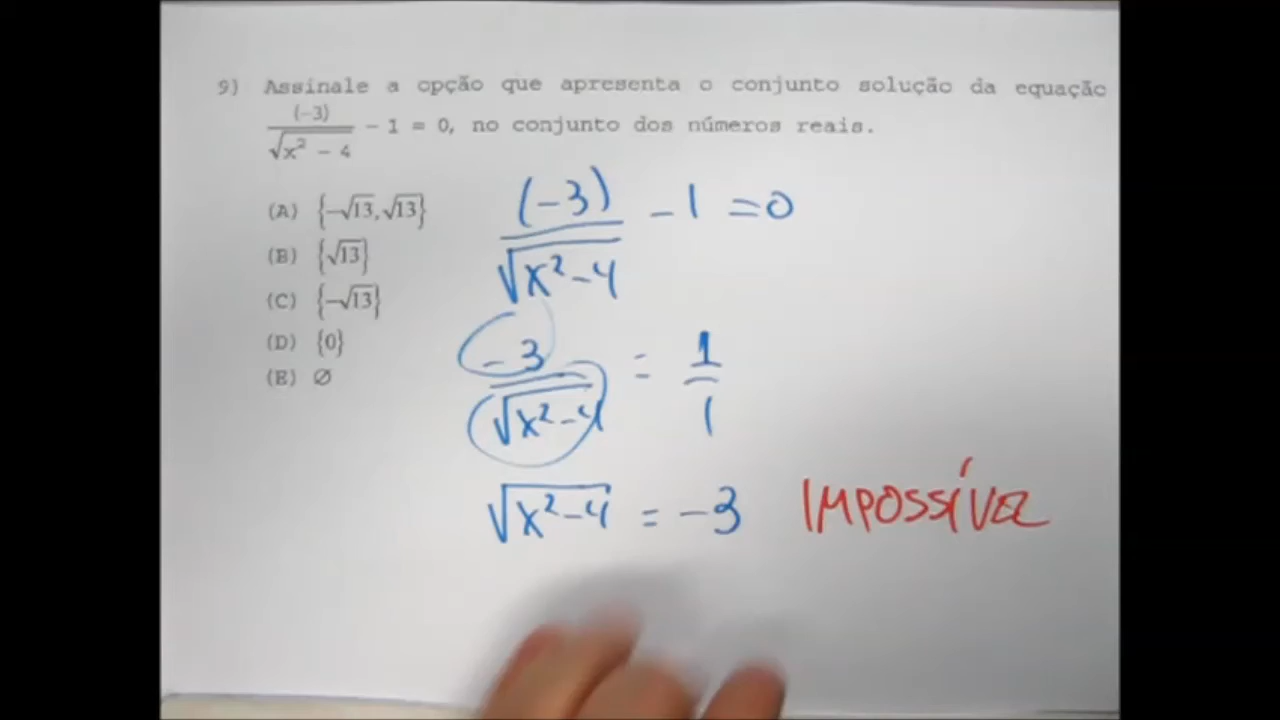 9) Assinale a opção que apresenta o conjunto solução da equação
(-3)/√(x² - 4) - 1 = 0, no conjunto dos números reais.
(A) {-√13, √13}
(B) {√13}
(C) {-√13}
(D) {0}
(E) ∅
(-3)/√(x²-4) - 1 = 0
-3/√(x²-4) = 1/1
√(x²-4) = -3 IMPOSSÍVEL